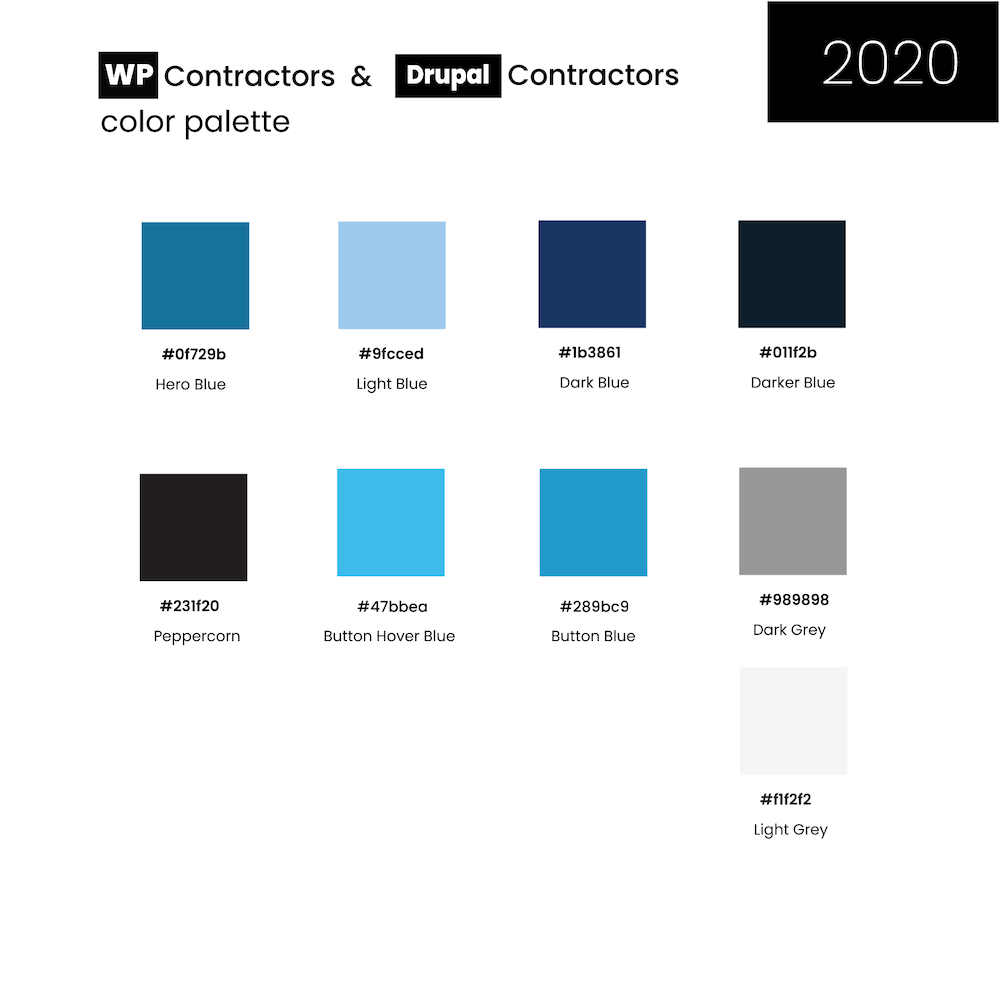 WP Contractors & Drupal Contractors
2020
color palette
#0f729b
#9fcced
#1b3861
#011f2b
Hero Blue
Light Blue
Dark Blue
Darker Blue
#231f20
#47bbea
#289bc9
#989898
Peppercorn
Button Hover Blue
Button Blue
Dark Grey
#f1f2f2
Light Grey